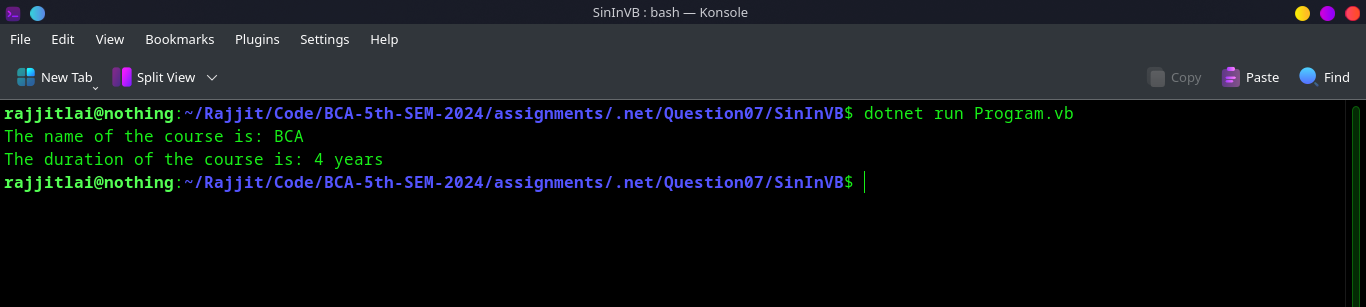 SinInVB : bash — Konsole
File Edit View Bookmarks Plugins Settings Help
New Tab Split View Copy Paste Find
rajjitlai@nothing:~/Rajjit/Code/BCA-5th-SEM-2024/assignments/.net/Question07/SinInVB$ dotnet run Program.vb
The name of the course is: BCA
The duration of the course is: 4 years
rajjitlai@nothing:~/Rajjit/Code/BCA-5th-SEM-2024/assignments/.net/Question07/SinInVB$